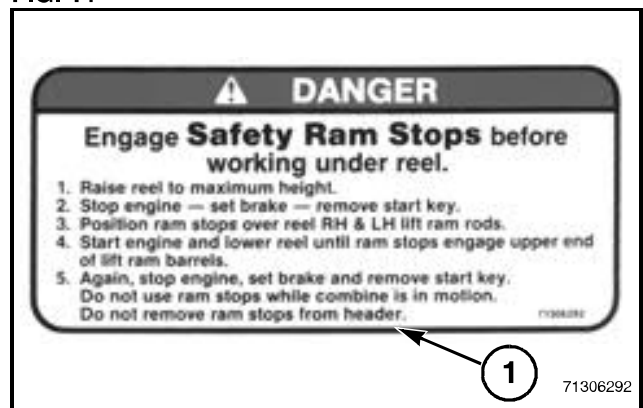 DANGER
Engage Safety Ram Stops before
working under reel.
1. Raise reel to maximum height.
2. Stop engine — set brake — remove start key.
3. Position ram stops over reel RH & LH lift ram rods.
4. Start engine and lower reel until ram stops engage upper end
of lift ram barrels.
5. Again, stop engine, set brake and remove start key.
Do not use ram stops while combine is in motion.
Do not remove ram stops from header.
71306292
1
71306292